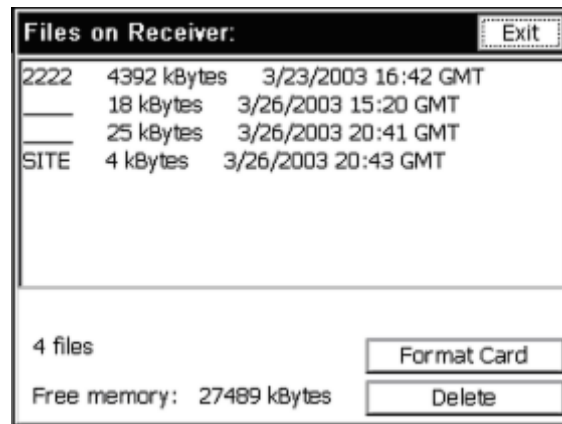 Files on Receiver:
Exit
2222 4392 kBytes 3/23/2003 16:42 GMT
____ 18 kBytes 3/26/2003 15:20 GMT
____ 25 kBytes 3/26/2003 20:41 GMT
SITE 4 kBytes 3/26/2003 20:43 GMT
4 files
Format Card
Free memory: 27489 kBytes
Delete